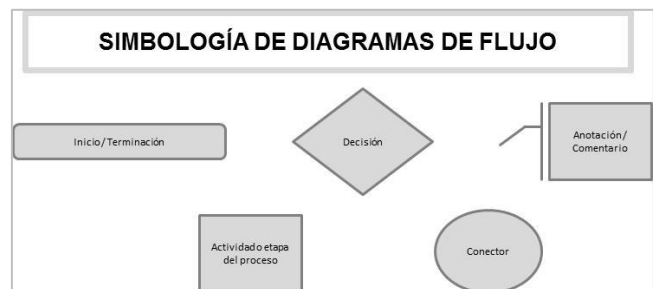 SIMBOLOGÍA DE DIAGRAMAS DE FLUJO
Inicio/Terminación
Decisión
Anotación/
Comentario
Actividad o etapa
del proceso
Conector